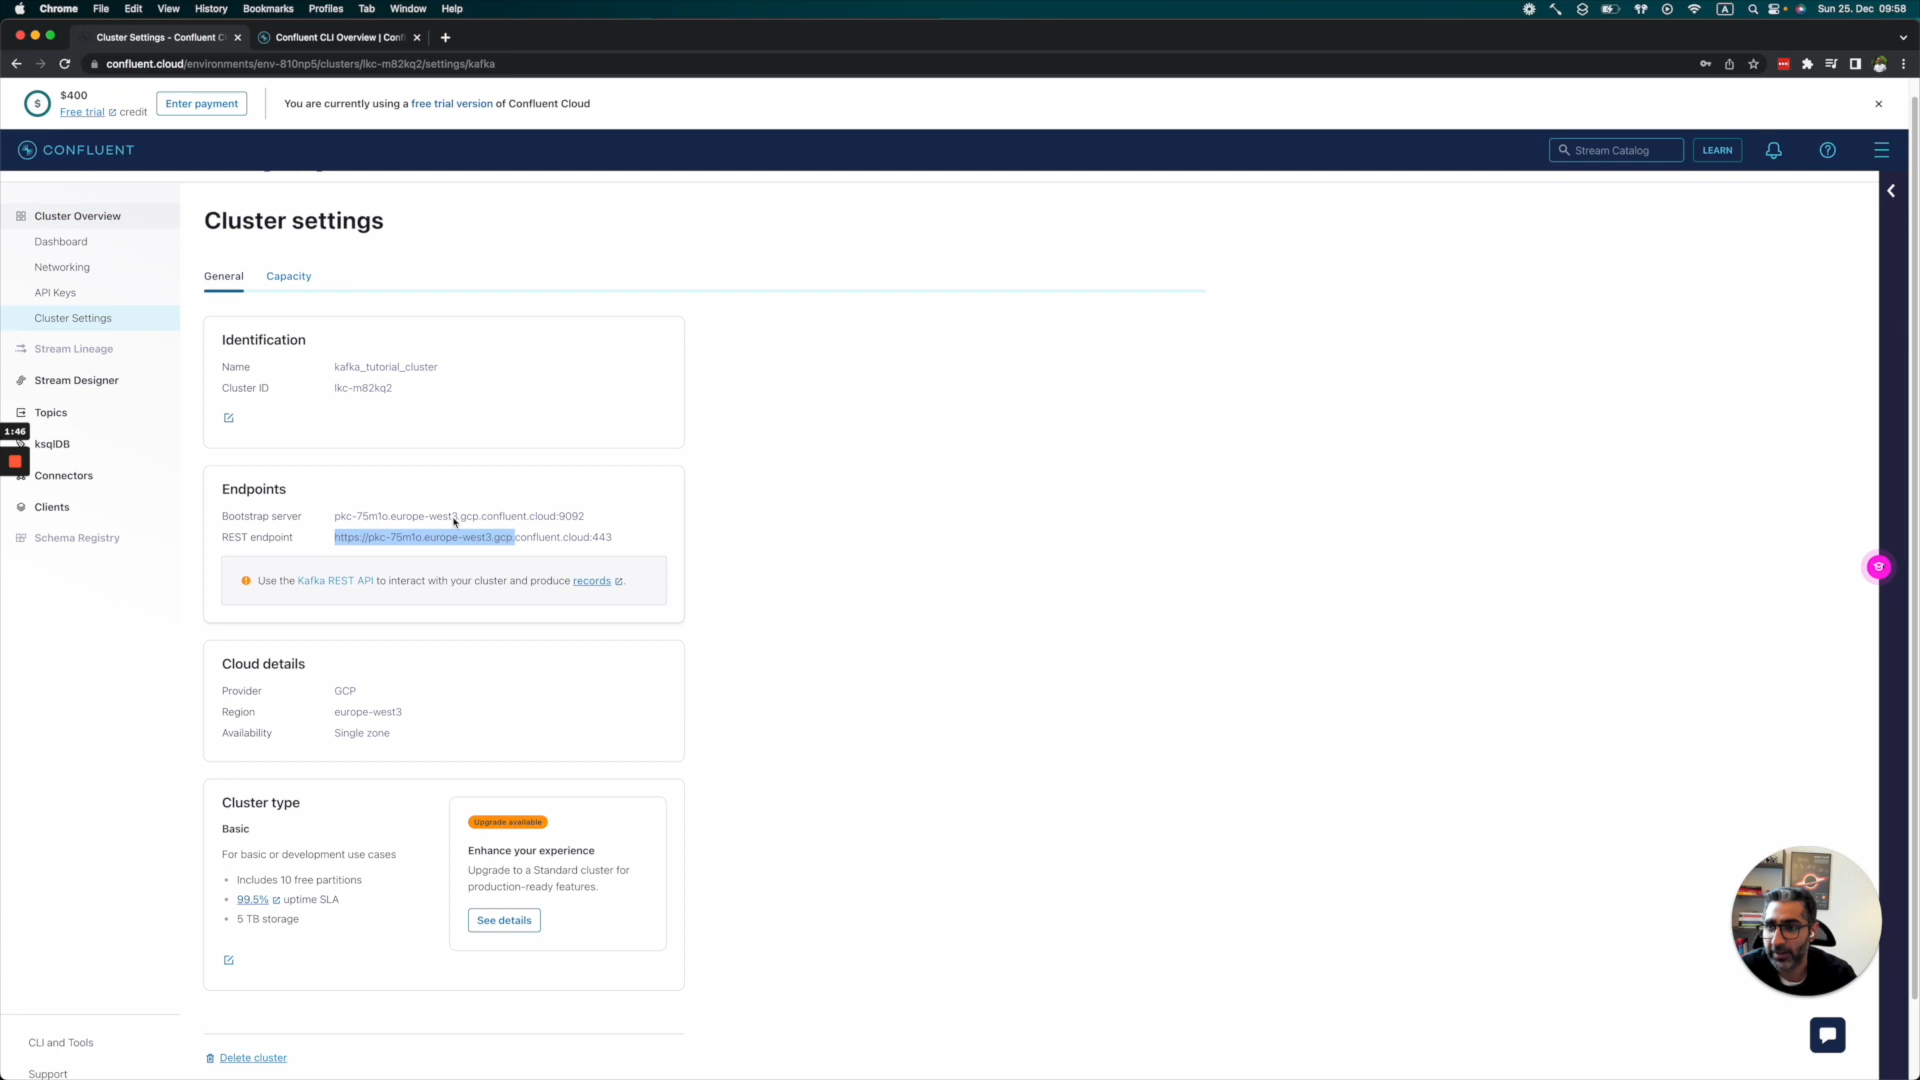 Chrome File Edit View History Bookmarks Profiles Tab Window Help
A Sun 25. Dec 09:58
Cluster Settings - Confluent C
Confluent CLI Overview | Conf
confluent.cloud/environments/env-810np5/clusters/lkc-m82kq2/settings/kafka
$
$400
Free trial credit
Enter payment
You are currently using a free trial version of Confluent Cloud
CONFLUENT
Stream Catalog
LEARN
Cluster Overview
Dashboard
Networking
API Keys
Cluster Settings
Stream Lineage
Stream Designer
Topics
1:46
ksqlDB
Connectors
Clients
Schema Registry
CLI and Tools
Support
Cluster settings
General
Capacity
Identification
Name kafka_tutorial_cluster
Cluster ID lkc-m82kq2
Endpoints
Bootstrap server pkc-75m1o.europe-west3.gcp.confluent.cloud:9092
REST endpoint https://pkc-75m1o.europe-west3.gcp.confluent.cloud:443
Use the Kafka REST API to interact with your cluster and produce records.
Cloud details
Provider GCP
Region europe-west3
Availability Single zone
Cluster type
Basic
For basic or development use cases
• Includes 10 free partitions
• 99.5% uptime SLA
• 5 TB storage
Upgrade available
Enhance your experience
Upgrade to a Standard cluster for
production-ready features.
See details
Delete cluster